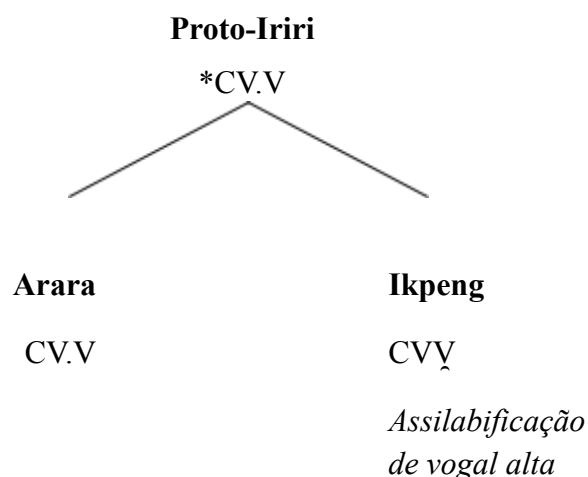 Proto-Iriri
*CV.V
Arara
Ikpeng
CV.V
CVV̯
Assilabificação
de vogal alta